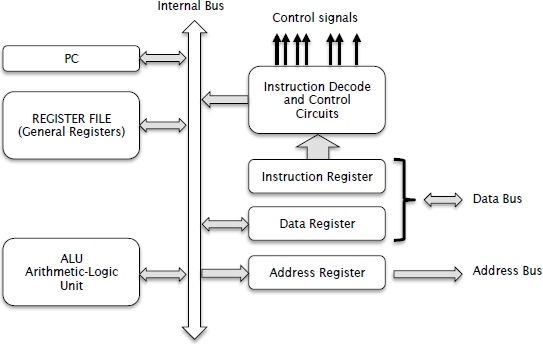 Internal Bus
Control signals
PC
REGISTER FILE
(General Registers)
Instruction Decode
and Control
Circuits
Instruction Register
Data Register
Data Bus
ALU
Arithmetic-Logic
Unit
Address Register
Address Bus